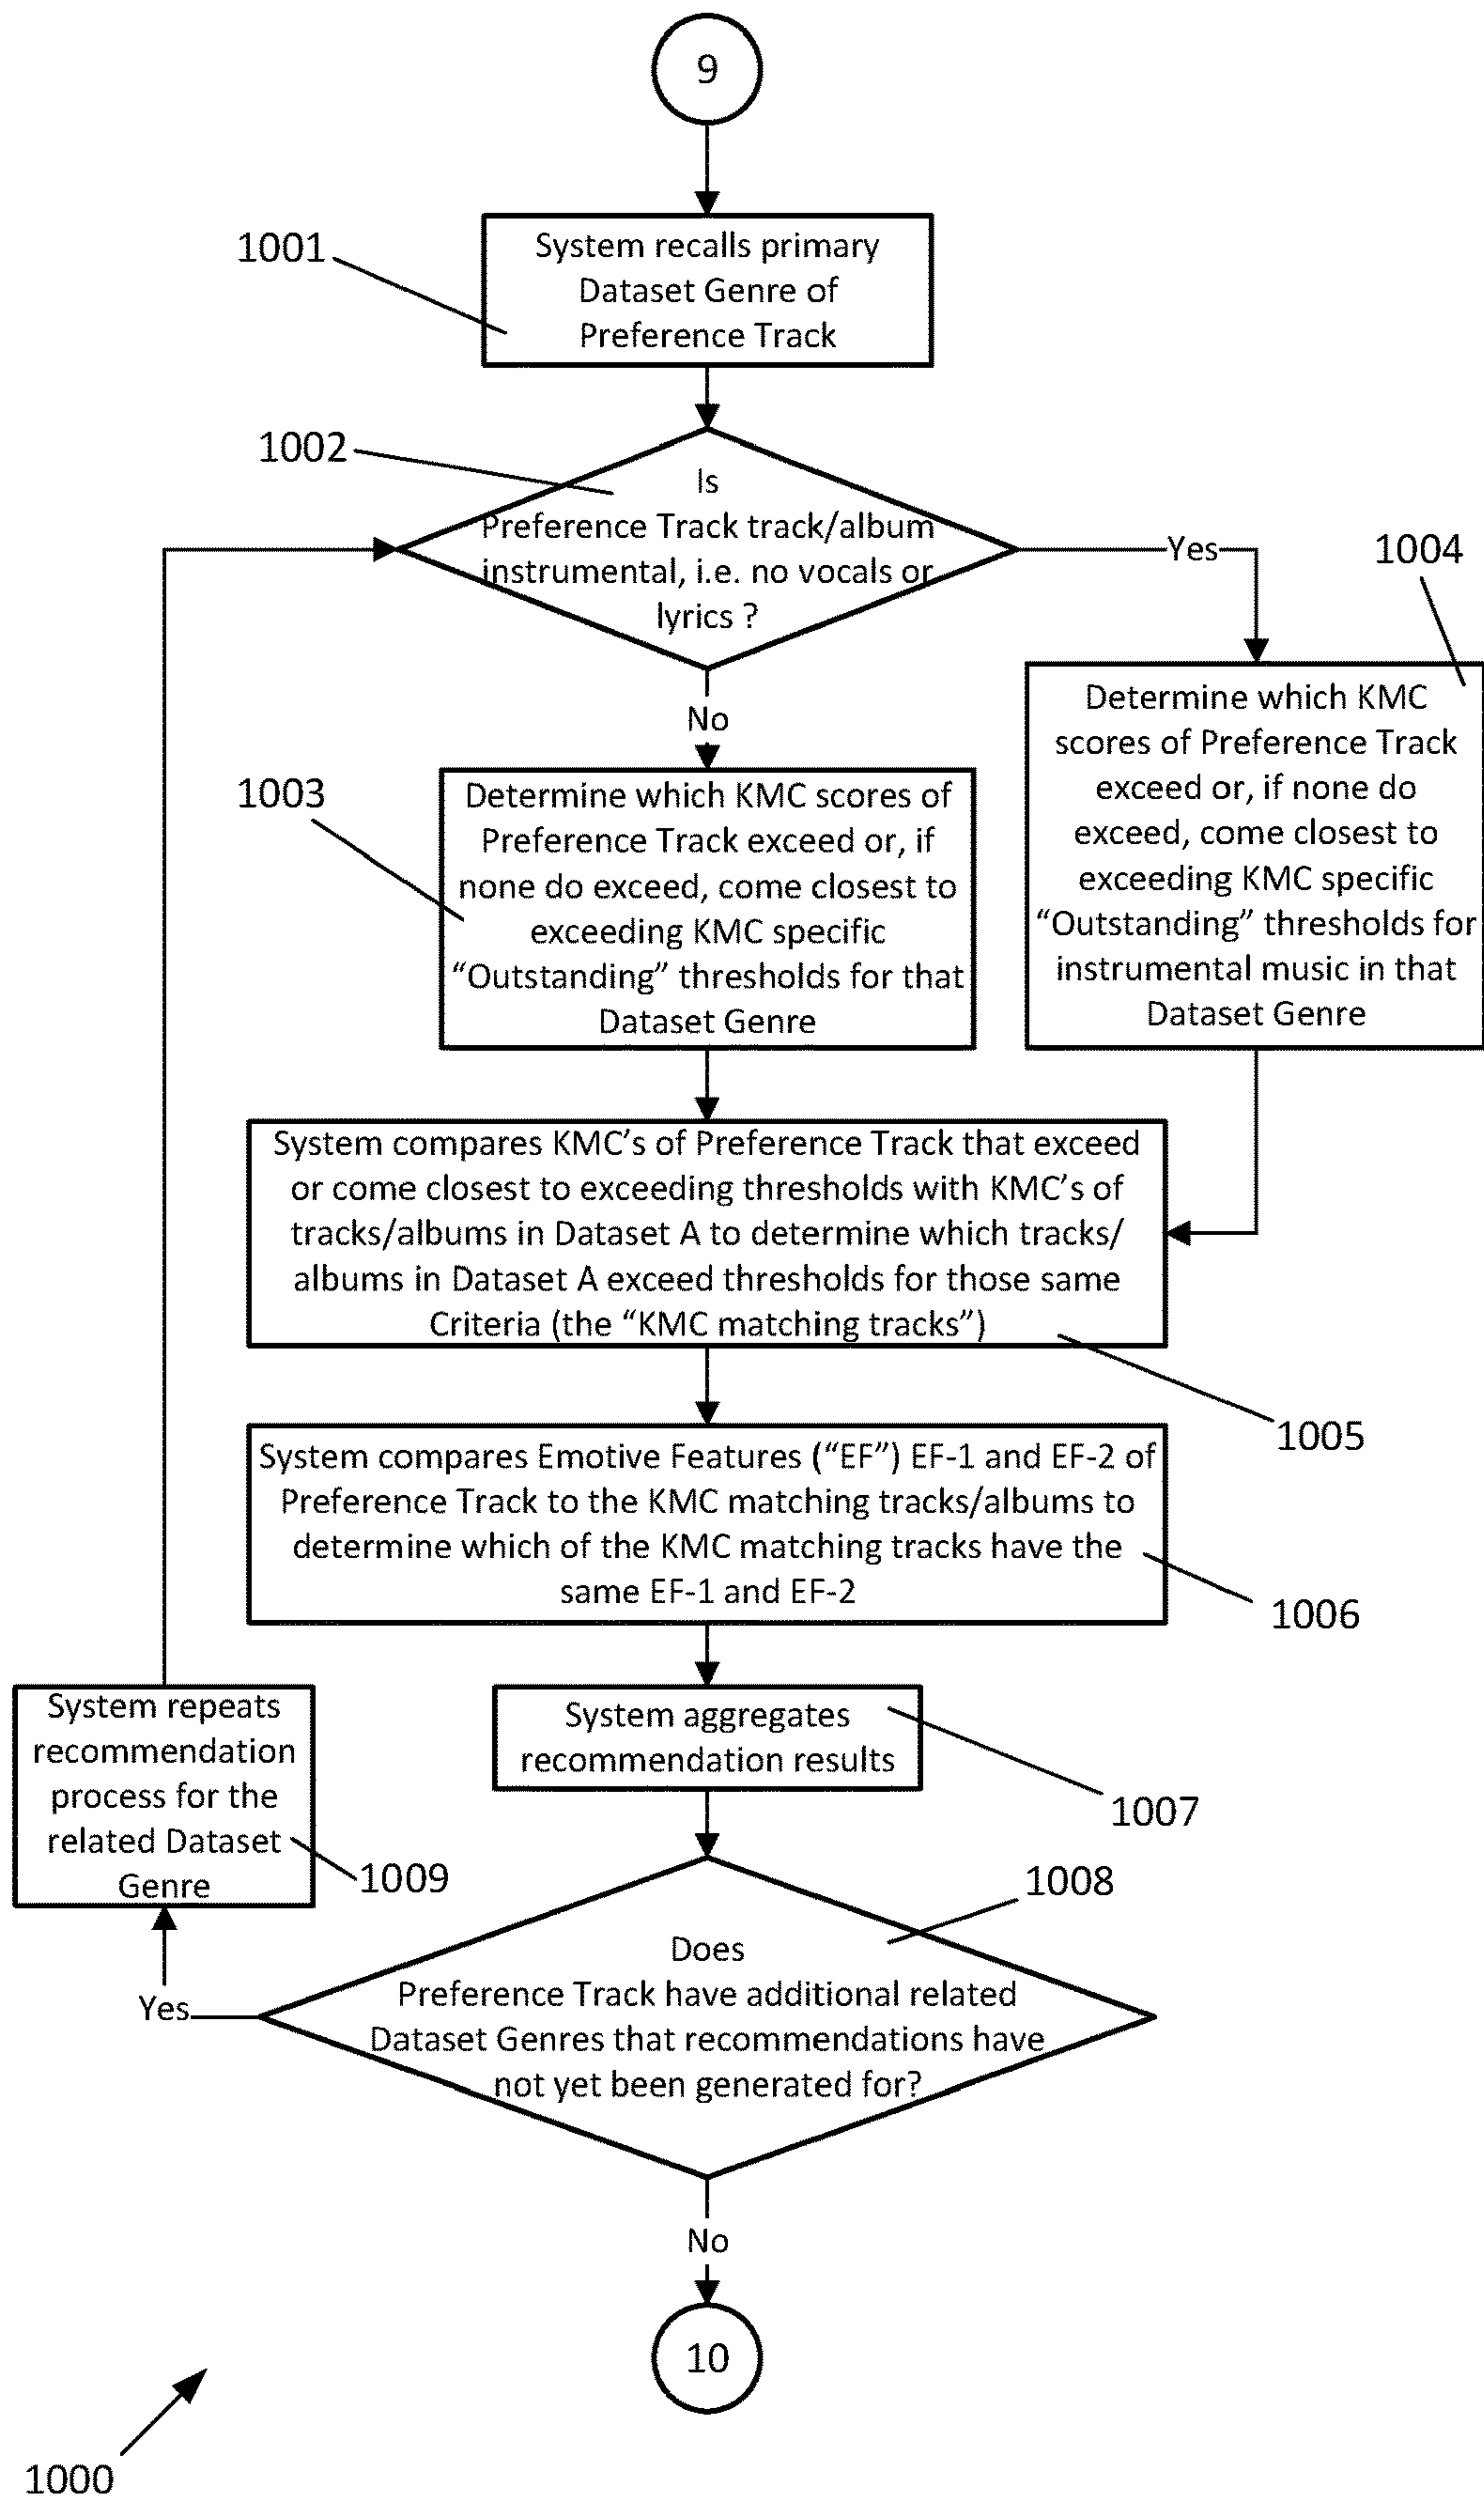 9
1001
System recalls primary
Dataset Genre of
Preference Track
1002
Is
Preference Track track/album
instrumental, i.e. no vocals or
lyrics ?
Yes
1004
No
1003
Determine which KMC scores of
Preference Track exceed or, if
none do exceed, come closest to
exceeding KMC specific
“Outstanding” thresholds for that
Dataset Genre
Determine which KMC
scores of Preference Track
exceed or, if none do
exceed, come closest to
exceeding KMC specific
“Outstanding” thresholds for
instrumental music in that
Dataset Genre
System compares KMC’s of Preference Track that exceed
or come closest to exceeding thresholds with KMC’s of
tracks/albums in Dataset A to determine which tracks/
albums in Dataset A exceed thresholds for those same
Criteria (the “KMC matching tracks”)
1005
System compares Emotive Features (“EF”) EF-1 and EF-2 of
Preference Track to the KMC matching tracks/albums to
determine which of the KMC matching tracks have the
same EF-1 and EF-2
1006
System repeats
recommendation
process for the
related Dataset
Genre
1009
System aggregates
recommendation results
1007
1008
Does
Preference Track have additional related
Dataset Genres that recommendations have
not yet been generated for?
Yes
No
10
1000